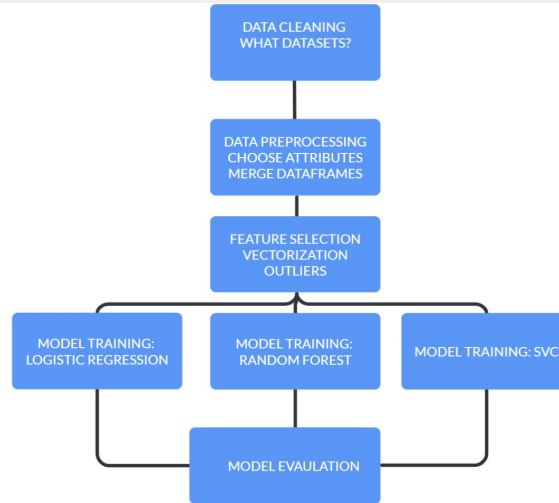 DATA CLEANING
WHAT DATASETS?
DATA PREPROCESSING
CHOOSE ATTRIBUTES
MERGE DATAFRAMES
FEATURE SELECTION
VECTORIZATION
OUTLIERS
MODEL TRAINING:
LOGISTIC REGRESSION
MODEL TRAINING:
RANDOM FOREST
MODEL TRAINING: SVC
MODEL EVAULATION